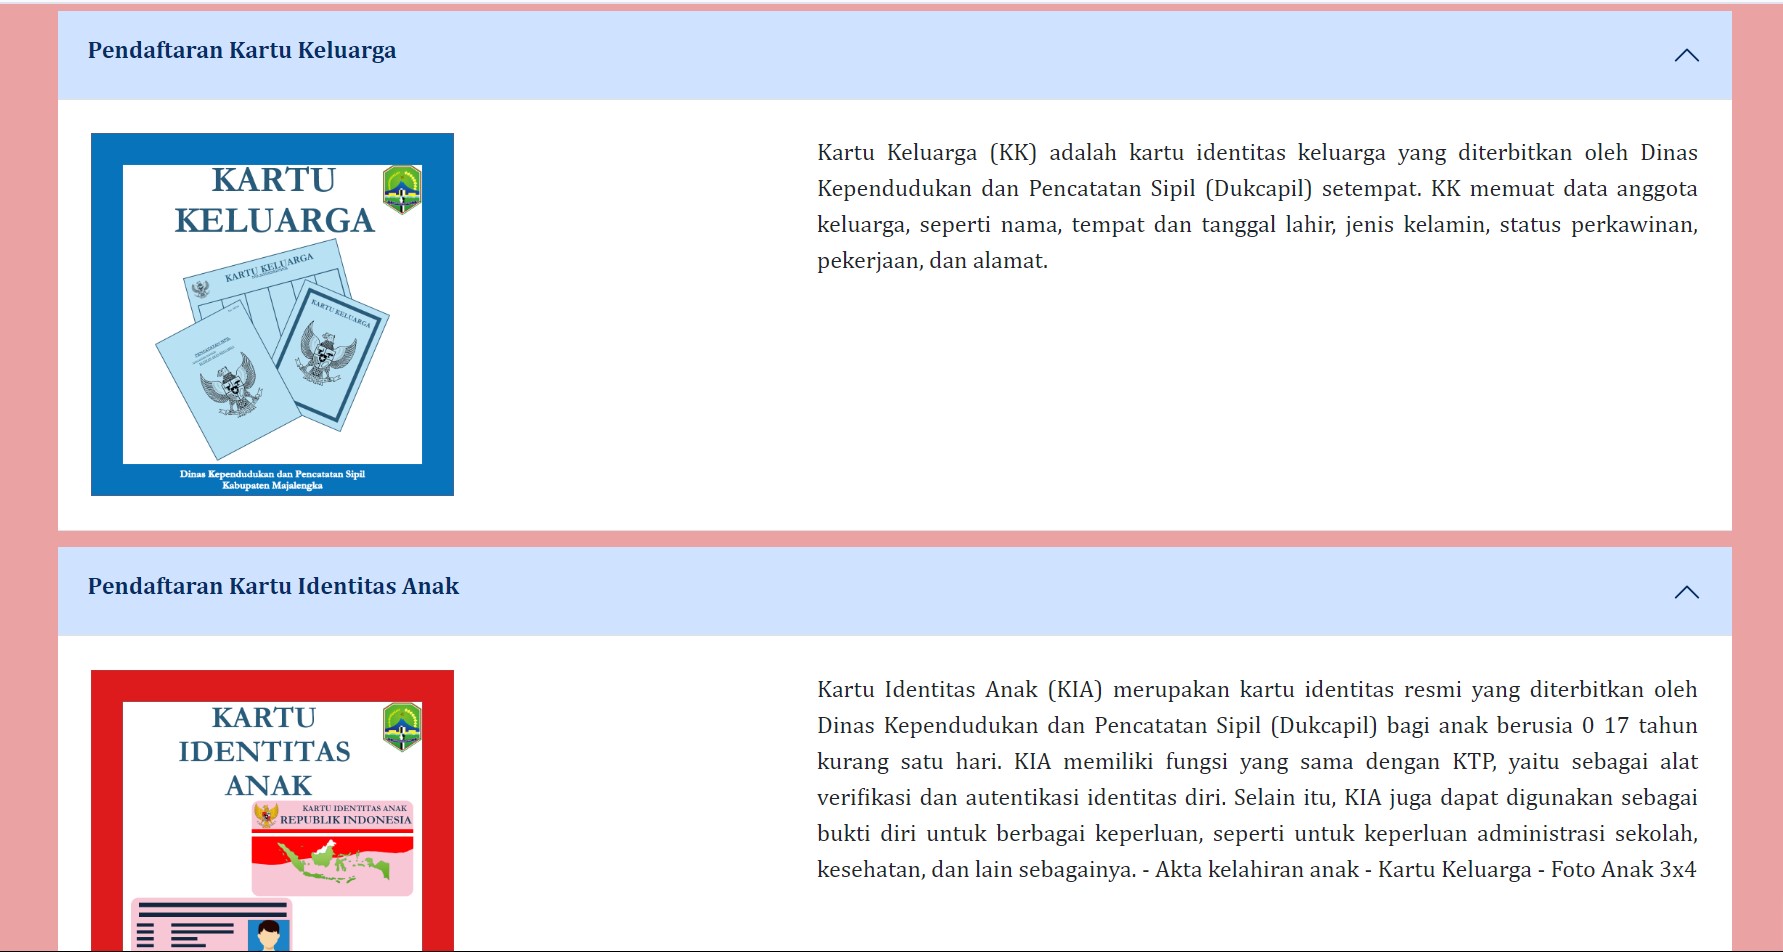 Pendaftaran Kartu Keluarga
KARTU
KELUARGA
KARTU KELUARGA
KARTU KELUARGA
PENCATATAN SIPIL
Dinas Kependudukan dan Pencatatan Sipil
Kabupaten Majalengka
Kartu Keluarga (KK) adalah kartu identitas keluarga yang diterbitkan oleh Dinas
Kependudukan dan Pencatatan Sipil (Dukcapil) setempat. KK memuat data anggota
keluarga, seperti nama, tempat dan tanggal lahir, jenis kelamin, status perkawinan,
pekerjaan, dan alamat.
Pendaftaran Kartu Identitas Anak
KARTU
IDENTITAS
ANAK
KARTU IDENTITAS ANAK
REPUBLIK INDONESIA
Kartu Identitas Anak (KIA) merupakan kartu identitas resmi yang diterbitkan oleh
Dinas Kependudukan dan Pencatatan Sipil (Dukcapil) bagi anak berusia 0 17 tahun
kurang satu hari. KIA memiliki fungsi yang sama dengan KTP, yaitu sebagai alat
verifikasi dan autentikasi identitas diri. Selain itu, KIA juga dapat digunakan sebagai
bukti diri untuk berbagai keperluan, seperti untuk keperluan administrasi sekolah,
kesehatan, dan lain sebagainya. - Akta kelahiran anak - Kartu Keluarga - Foto Anak 3x4